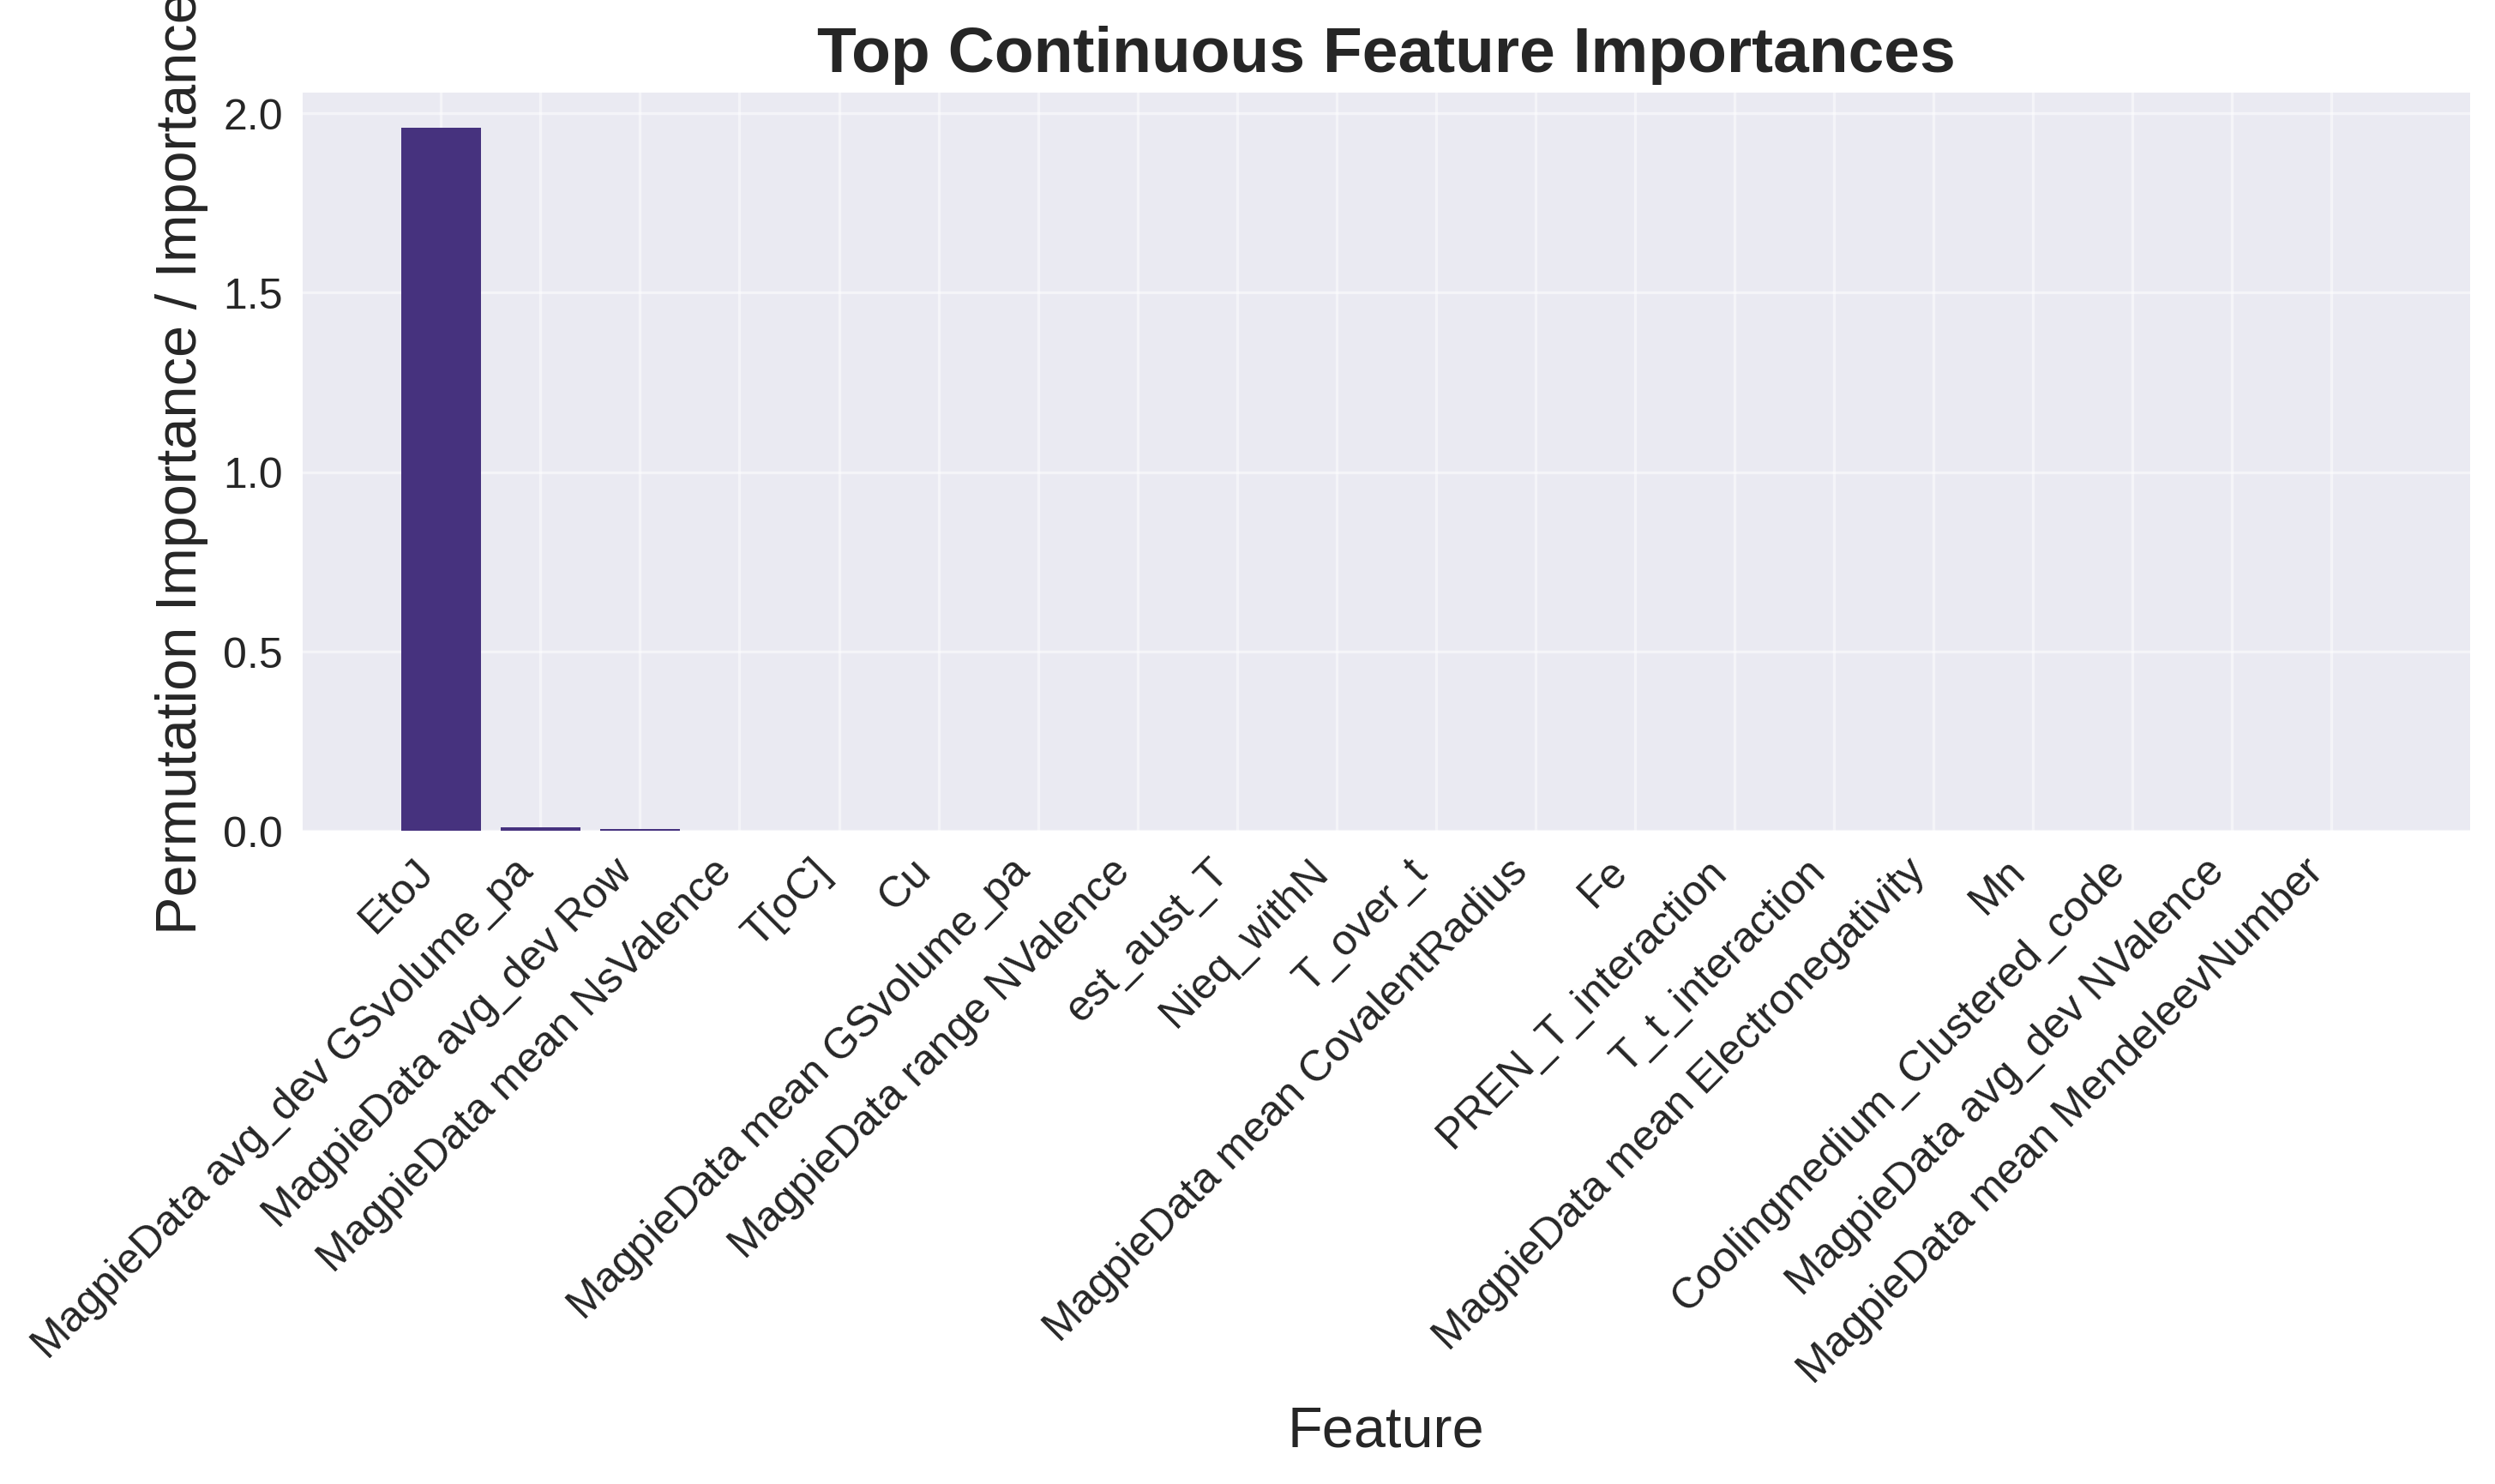 Top Continuous Feature Importances
Permutation Importance / Importance
2.0
1.5
1.0
0.5
0.0
EtoJ
MagpieData avg_dev GSvolume_pa
MagpieData avg_dev Row
MagpieData mean NsValence
T[oC]
Cu
MagpieData mean GSvolume_pa
MagpieData range NValence
est_aust_T
Nieq_withN
T_over_t
MagpieData mean CovalentRadius
Fe
PREN_T_interaction
T_t_interaction
MagpieData mean Electronegativity
Mn
Coolingmedium_Clustered_code
MagpieData avg_dev NValence
MagpieData mean MendeleevNumber
Feature